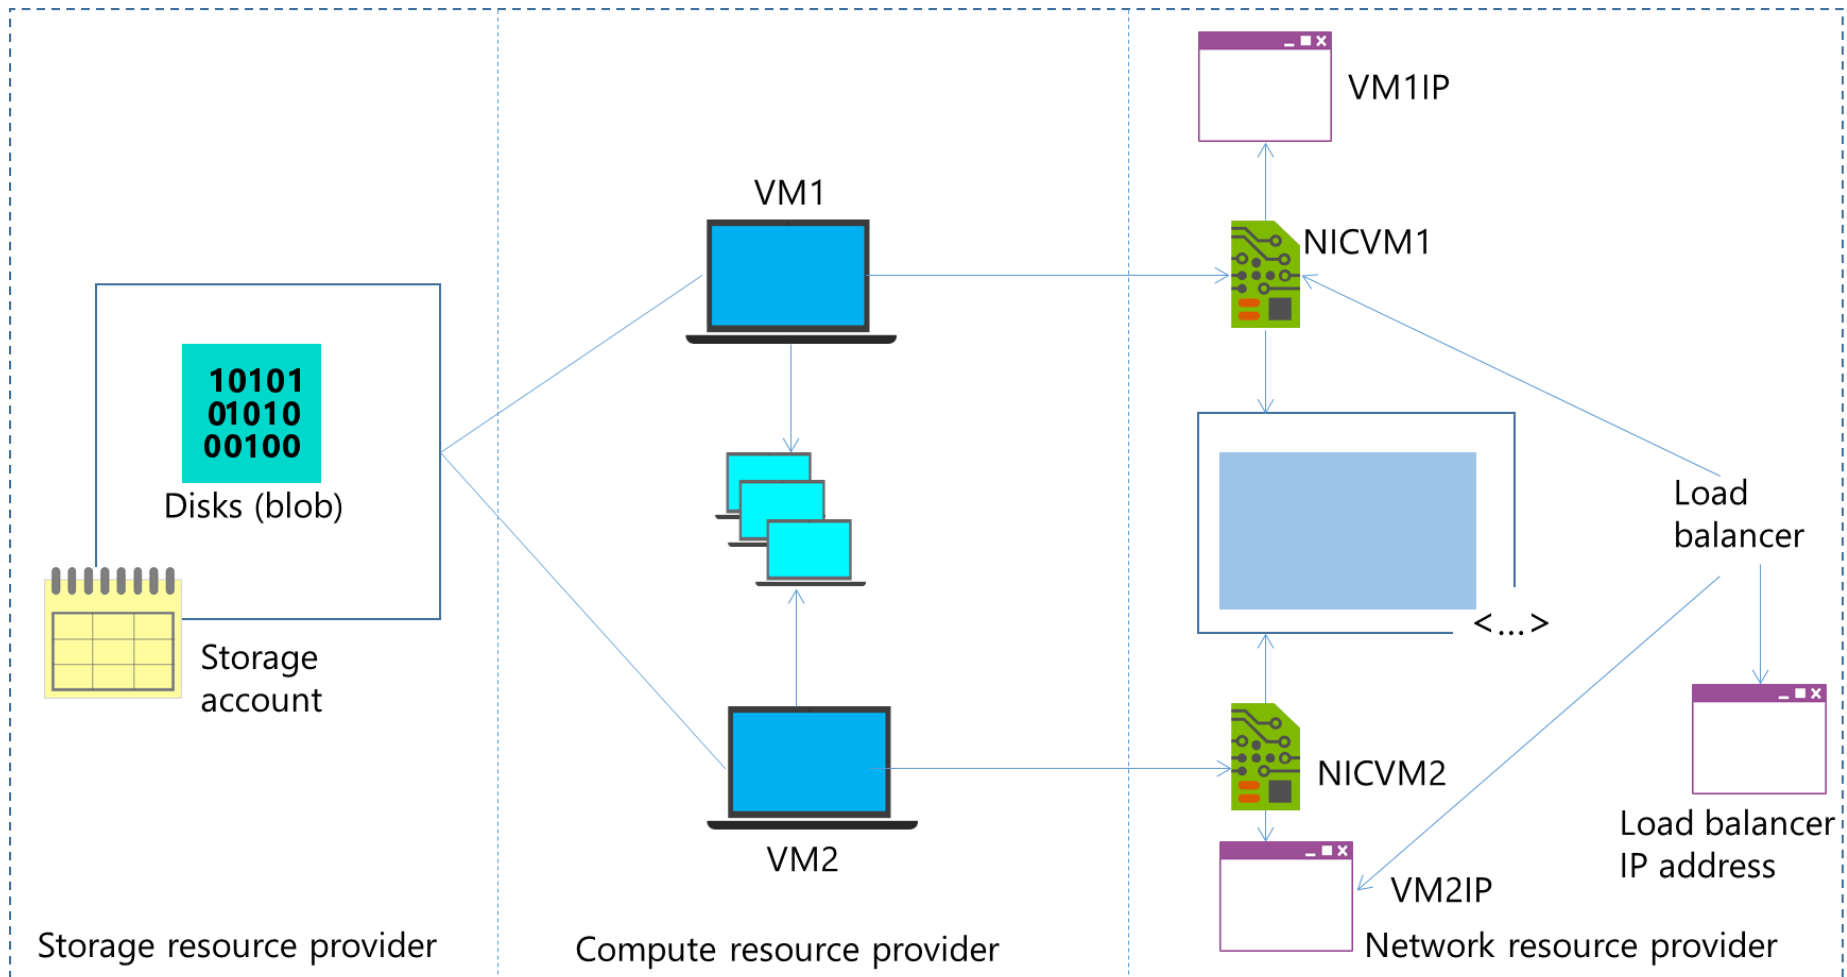 VM1IP
VM1
NICVM1
10101
01010
00100
Disks (blob)
Load
balancer
<...>
Storage
account
NICVM2
Load balancer
IP address
VM2
VM2IP
Storage resource provider
Compute resource provider
Network resource provider